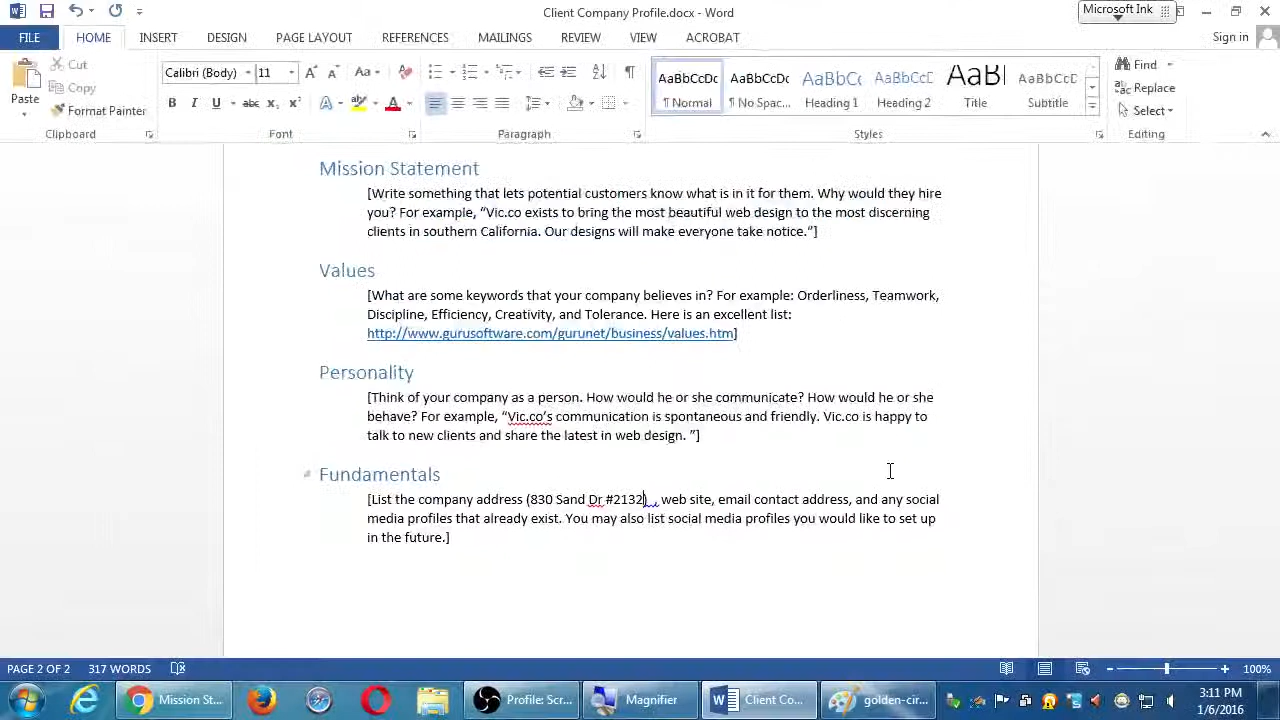 Client Company Profile.docx - Word
Microsoft Ink
FILE
HOME
INSERT
DESIGN
PAGE LAYOUT
REFERENCES
MAILINGS
REVIEW
VIEW
ACROBAT
Sign in
Paste
Cut
Copy
Format Painter
Clipboard
Calibri (Body)
11
Aa
B I U abc x₂ x²
A
Font
Paragraph
AaBbCcDc
¶ Normal
AaBbCcDc
¶ No Spac...
AaBbCc
Heading 1
AaBbCcD
Heading 2
AaB
Title
AaBbCcD
Subtitle
Styles
Find
Replace
Select
Editing
Mission Statement
[Write something that lets potential customers know what is in it for them. Why would they hire
you? For example, “Vic.co exists to bring the most beautiful web design to the most discerning
clients in southern California. Our designs will make everyone take notice.”]
Values
[What are some keywords that your company believes in? For example: Orderliness, Teamwork,
Discipline, Efficiency, Creativity, and Tolerance. Here is an excellent list:
http://www.gurusoftware.com/gurunet/business/values.htm]
Personality
[Think of your company as a person. How would he or she communicate? How would he or she
behave? For example, “Vic.co’s communication is spontaneous and friendly. Vic.co is happy to
talk to new clients and share the latest in web design. ”]
Fundamentals
[List the company address (830 Sand Dr #2132) , web site, email contact address, and any social
media profiles that already exist. You may also list social media profiles you would like to set up
in the future.]
PAGE 2 OF 2
317 WORDS
100%
Mission St...
Profile: Scr...
Magnifier
Client Co...
golden-cir...
3:11 PM
1/6/2016